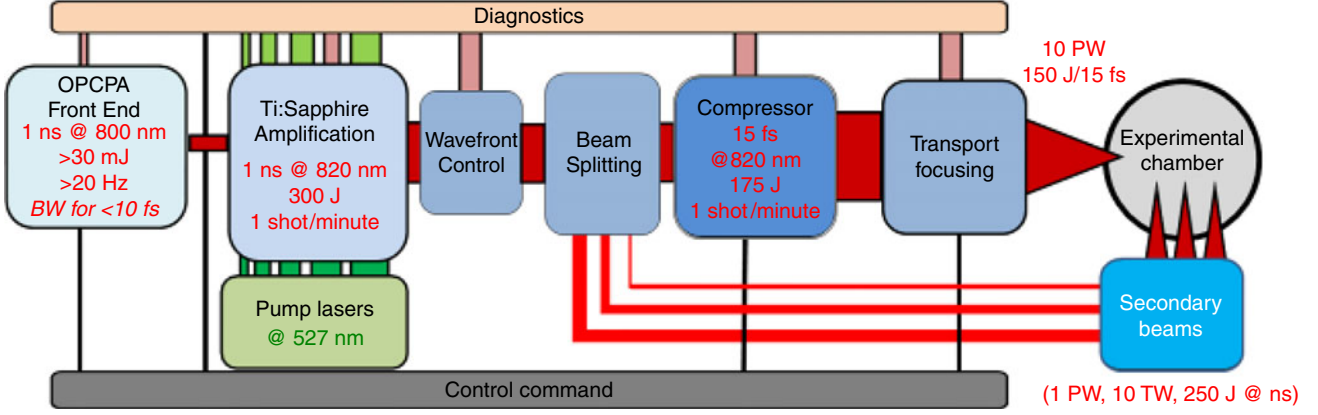 Diagnostics
OPCPA
Front End
1 ns @ 800 nm
>30 mJ
>20 Hz
BW for <10 fs
Ti:Sapphire
Amplification
1 ns @ 820 nm
300 J
1 shot/minute
Pump lasers
@ 527 nm
Wavefront
Control
Beam
Splitting
Compressor
15 fs
@820 nm
175 J
1 shot/minute
Transport
focusing
10 PW
150 J/15 fs
Experimental
chamber
Secondary
beams
(1 PW, 10 TW, 250 J @ ns)
Control command